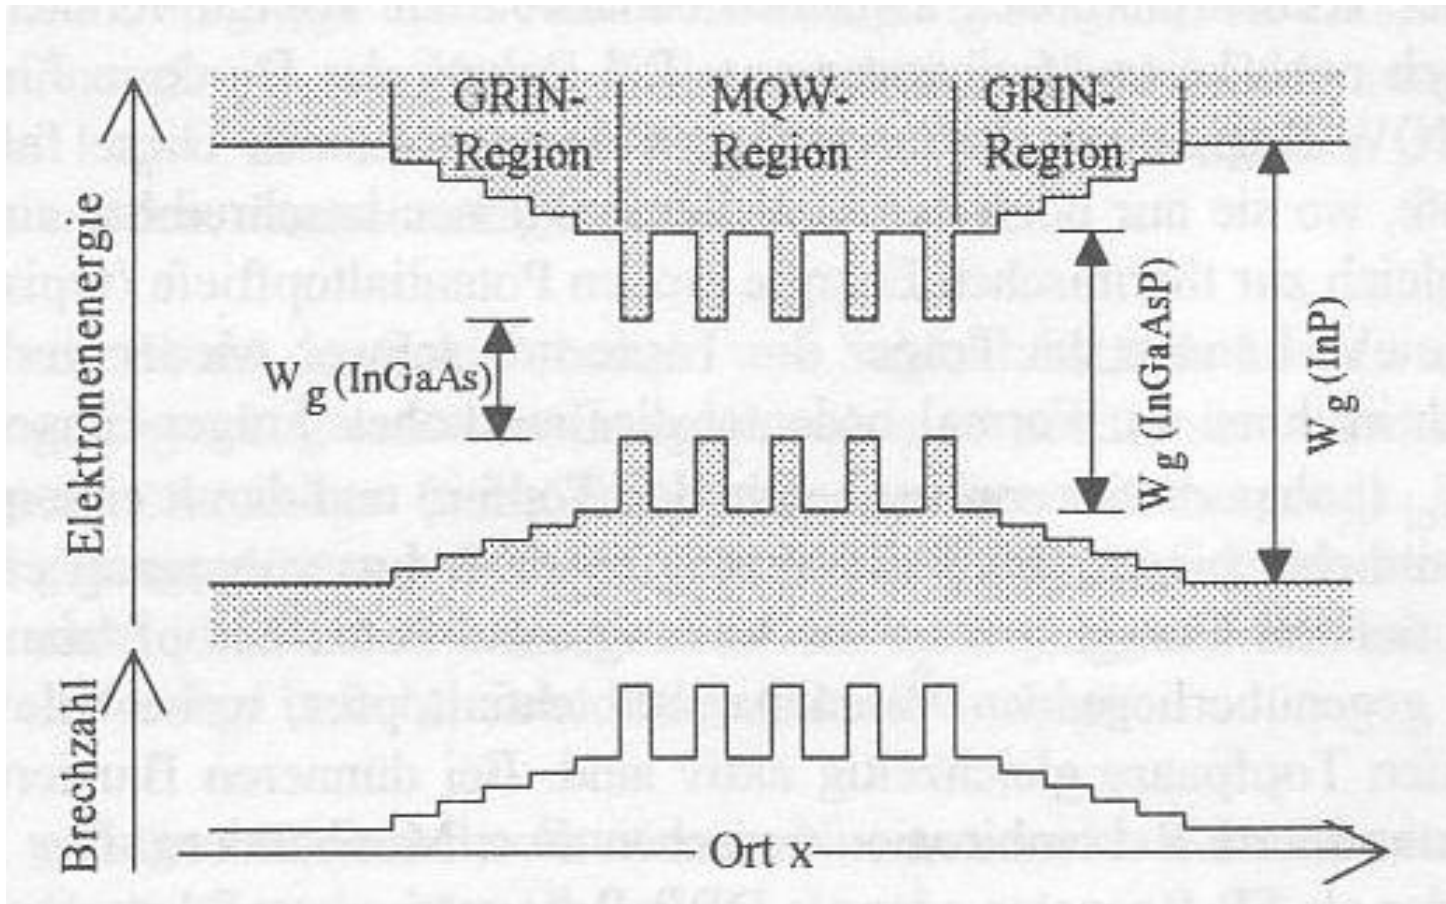 GRIN-
Region
MQW-
Region
GRIN-
Region
Elektronenenergie
W g (InGaAs)
W g (InGaAsP)
W g (InP)
Brechzahl
Ort x